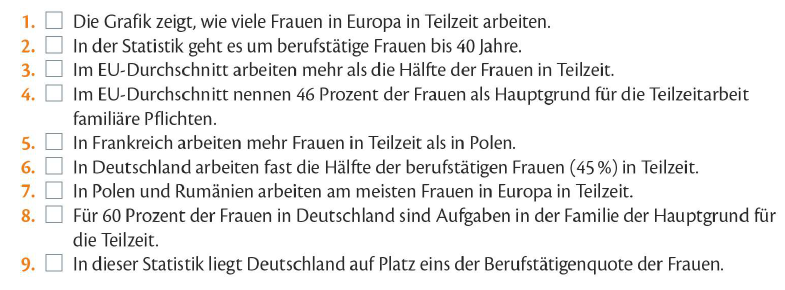 1. Die Grafik zeigt, wie viele Frauen in Europa in Teilzeit arbeiten.
2. In der Statistik geht es um berufstätige Frauen bis 40 Jahre.
3. Im EU-Durchschnitt arbeiten mehr als die Hälfte der Frauen in Teilzeit.
4. Im EU-Durchschnitt nennen 46 Prozent der Frauen als Hauptgrund für die Teilzeitarbeit
familiäre Pflichten.
5. In Frankreich arbeiten mehr Frauen in Teilzeit als in Polen.
6. In Deutschland arbeiten fast die Hälfte der berufstätigen Frauen (45 %) in Teilzeit.
7. In Polen und Rumänien arbeiten am meisten Frauen in Europa in Teilzeit.
8. Für 60 Prozent der Frauen in Deutschland sind Aufgaben in der Familie der Hauptgrund für
die Teilzeit.
9. In dieser Statistik liegt Deutschland auf Platz eins der Berufstätigenquote der Frauen.